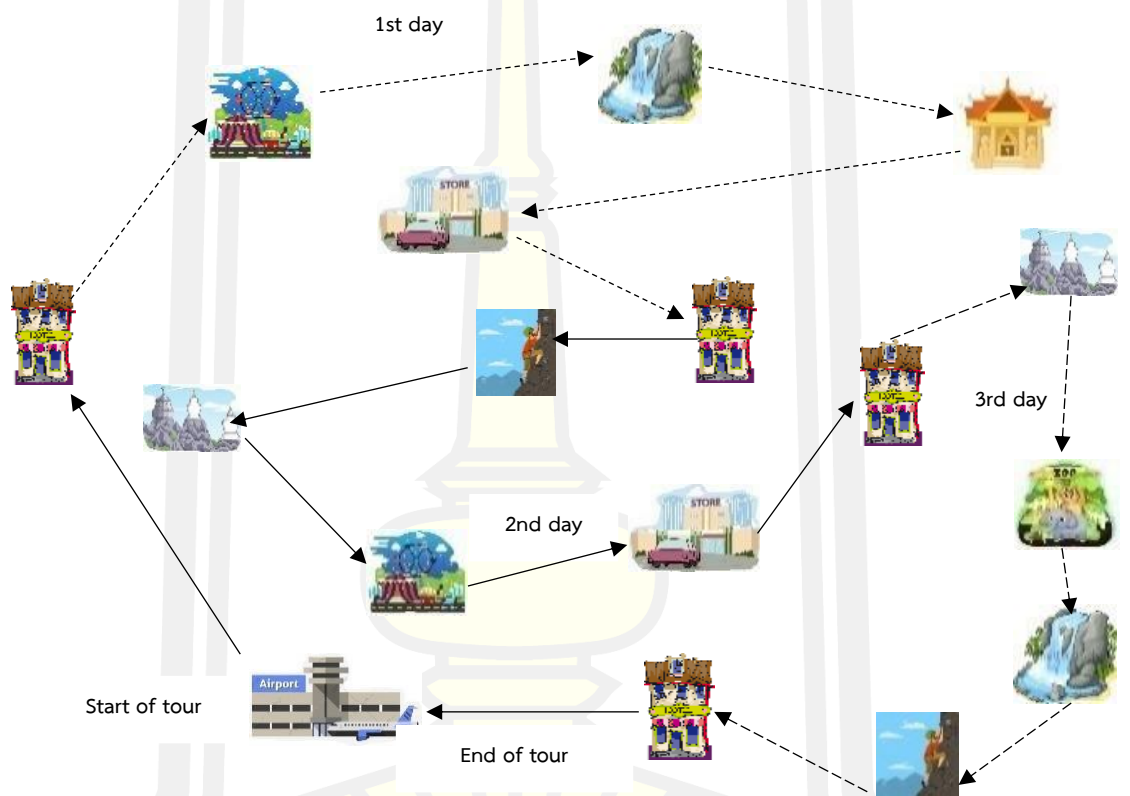 1st day
STORE
3rd day
2nd day
STORE
ZOO
Airport
Start of tour
End of tour